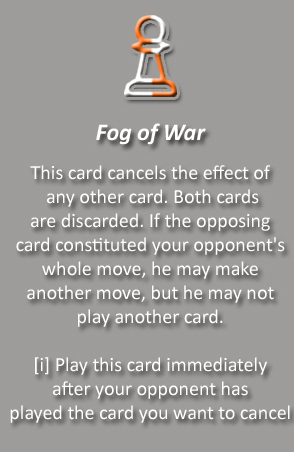 Fog of War
This card cancels the effect of
any other card. Both cards
are discarded. If the opposing
card constituted your opponent's
whole move, he may make
another move, but he may not
play another card.
[i] Play this card immediately
after your opponent has
played the card you want to cancel